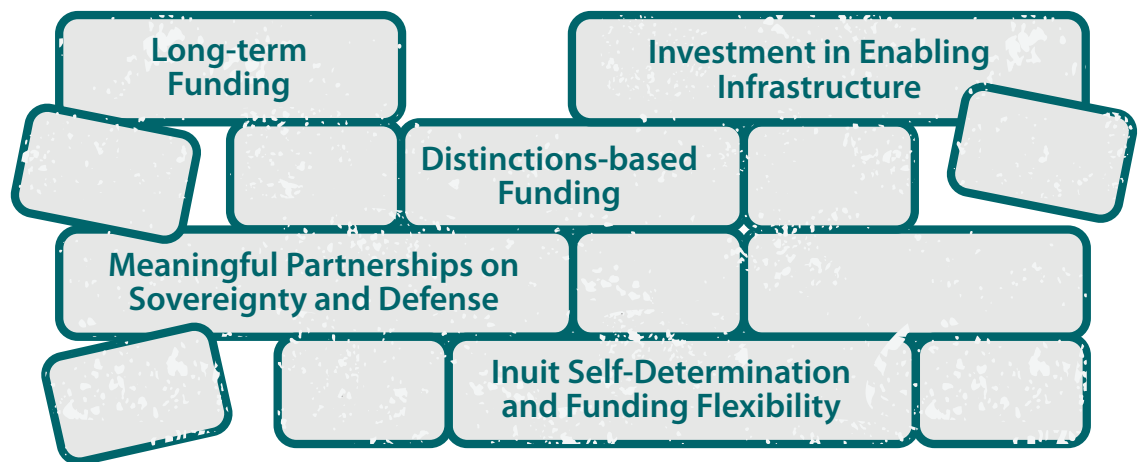 Long-term
Funding
Investment in Enabling
Infrastructure
Distinctions-based
Funding
Meaningful Partnerships on
Sovereignty and Defense
Inuit Self-Determination
and Funding Flexibility